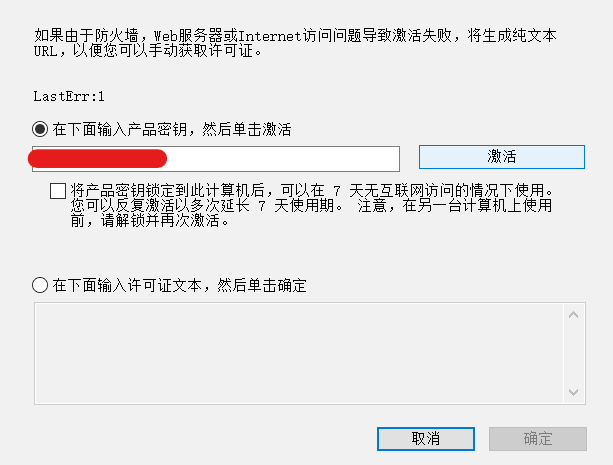 如果由于防火墙，Web服务器或Internet访问问题导致激活失败，将生成纯文本
URL，以便您可以手动获取许可证。
LastErr:1
在下面输入产品密钥，然后单击激活
激活
将产品密钥锁定到此计算机后，可以在 7 天无互联网访问的情况下使用。
您可以反复激活以多次延长 7 天使用期。 注意，在另一台计算机上使用
前，请解锁并再次激活。
在下面输入许可证文本，然后单击确定
取消
确定